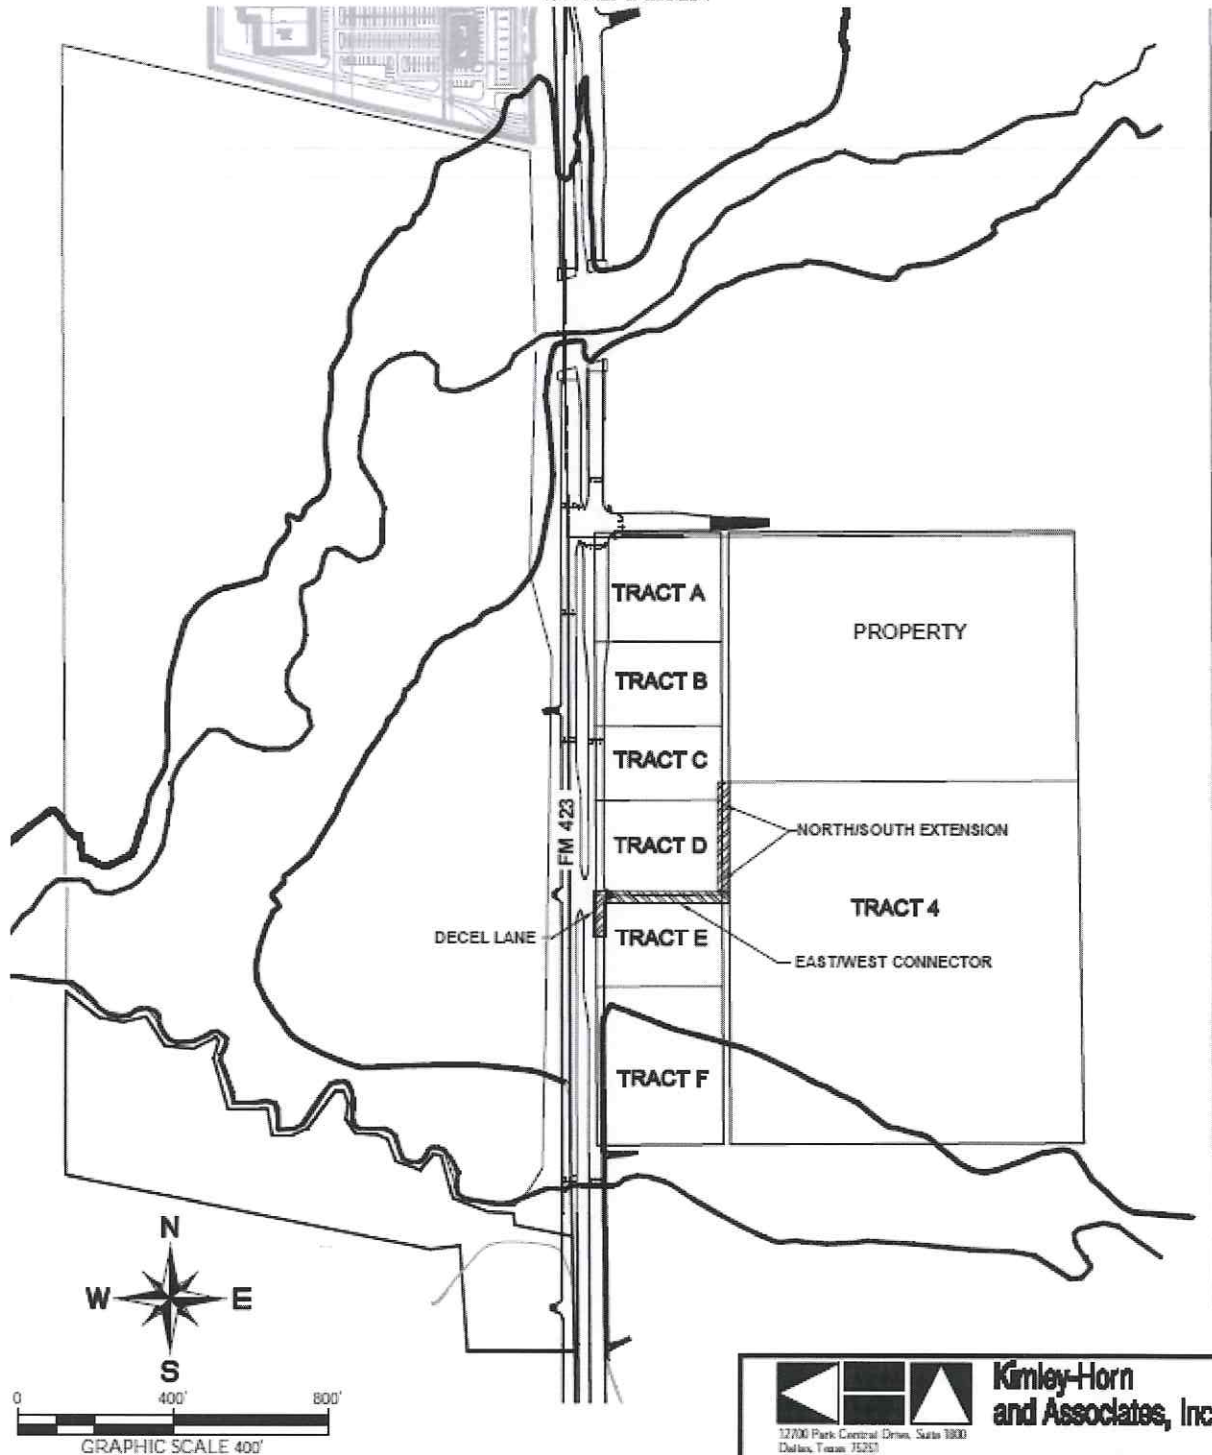 TRACT A
PROPERTY
TRACT B
TRACT C
FM 423
NORTH/SOUTH EXTENSION
TRACT D
TRACT 4
DECEL LANE
TRACT E
EAST/WEST CONNECTOR
TRACT F
N
W E
S
0 400' 800'
GRAPHIC SCALE 400'
Kimley-Horn
and Associates, Inc
12700 Park Central Drive, Suite 1800
Dallas, Texas 75251